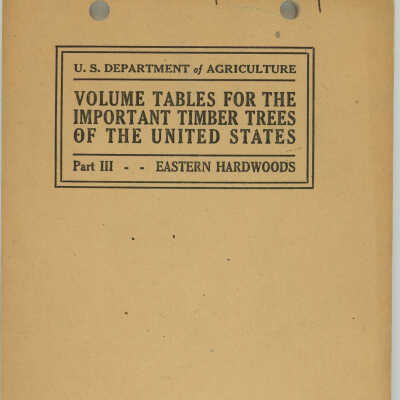 U. S. DEPARTMENT of AGRICULTURE
VOLUME TABLES FOR THE
IMPORTANT TIMBER TREES
OF THE UNITED STATES
Part III - - EASTERN HARDWOODS